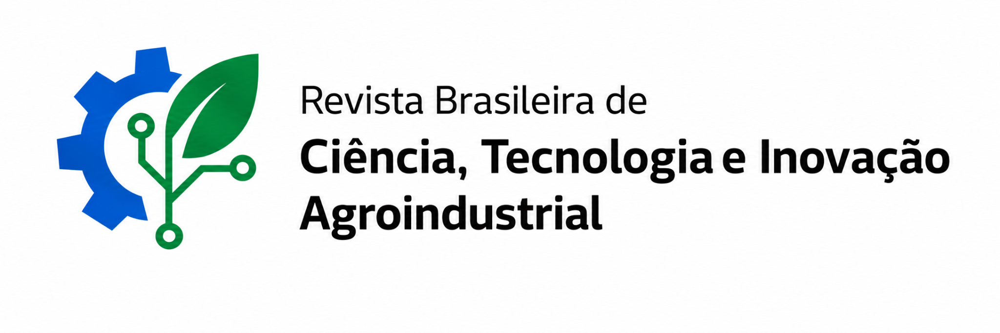 Revista Brasileira de
Ciência, Tecnologia e Inovação
Agroindustrial